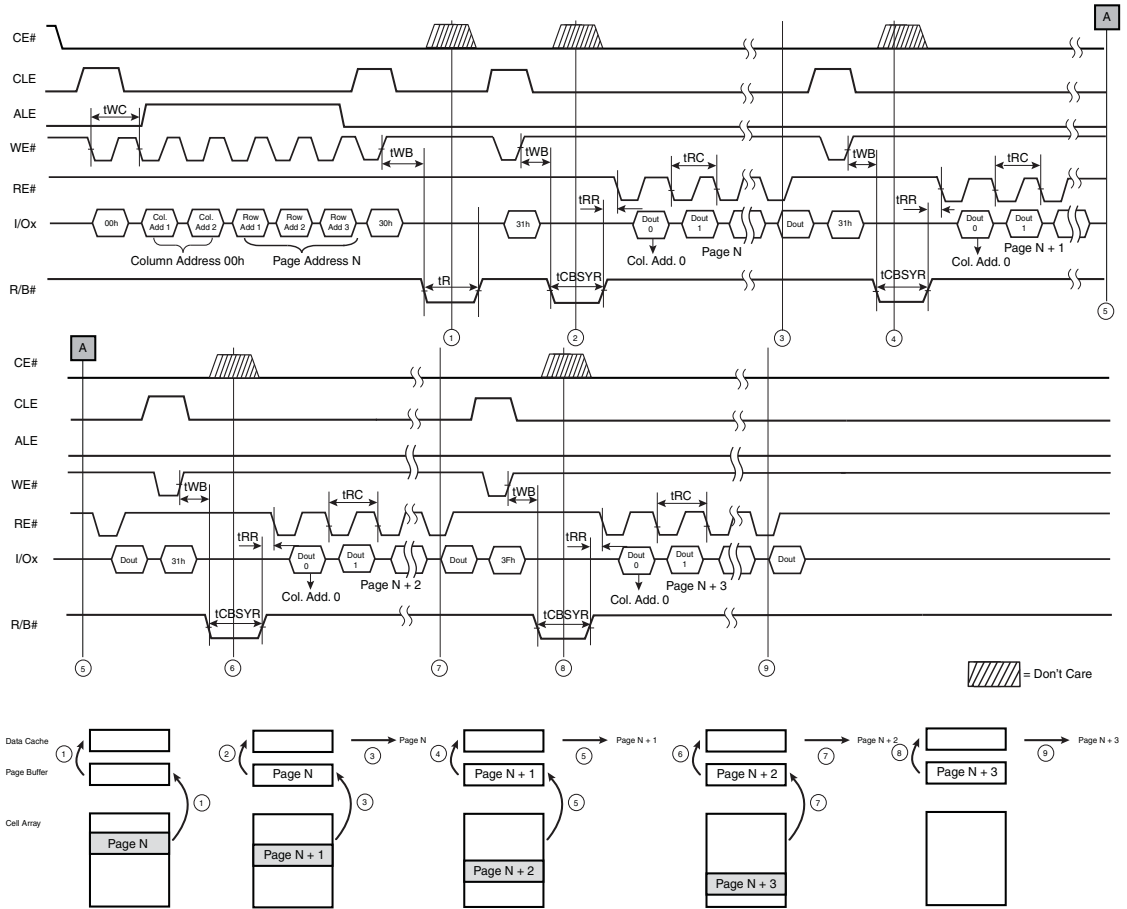 A
CE#
CLE
ALE
tWC
WE#
tWB
tWB
tWB
tRC
tRC
RE#
tRR
tRR
I/Ox
00h
Col. Add 1
Col. Add 2
Row Add 1
Row Add 2
Row Add 3
30h
31h
Dout 0
Dout 1
Dout
31h
Dout 0
Dout 1
Column Address 00h
Page Address N
Col. Add. 0
Page N
Col. Add. 0
Page N + 1
R/B#
tR
tCBSYR
tCBSYR
1
2
3
4
5
A
CE#
CLE
ALE
WE#
tWB
tWB
tRC
tRC
RE#
tRR
tRR
I/Ox
Dout
31h
Dout 0
Dout 1
Dout
3Fh
Dout 0
Dout 1
Dout
Col. Add. 0
Page N + 2
Col. Add. 0
Page N + 3
R/B#
tCBSYR
tCBSYR
5
6
7
8
9
= Don't Care
Data Cache
Page Buffer
Cell Array
1
1
Page N
2
Page N
3
Page N
3
Page N + 1
4
Page N + 1
5
Page N + 1
5
Page N + 2
6
Page N + 2
7
Page N + 2
7
Page N + 3
8
Page N + 3
9
Page N + 3